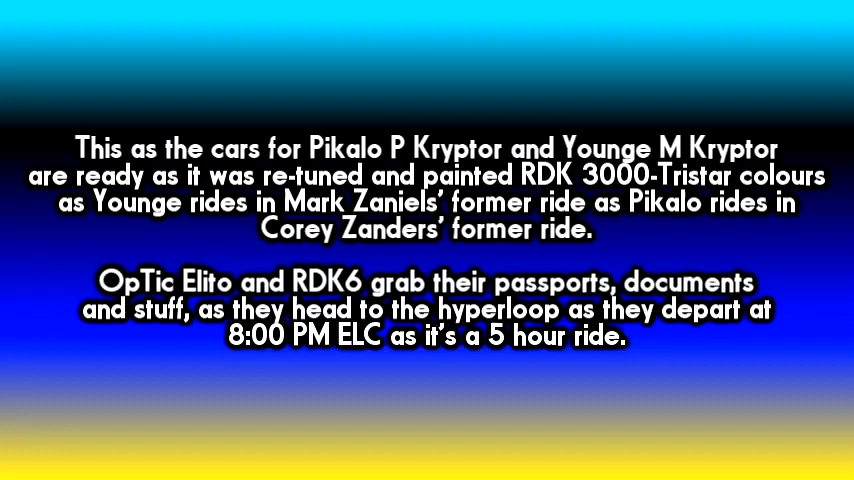 This as the cars for Pikalo P Kryptor and Younge M Kryptor
are ready as it was re-tuned and painted RDK 3000-Tristar colours
as Younge rides in Mark Zaniels' former ride as Pikalo rides in
Corey Zanders' former ride.
OpTic Elito and RDK6 grab their passports, documents
and stuff, as they head to the hyperloop as they depart at
8:00 PM ELC as it's a 5 hour ride.